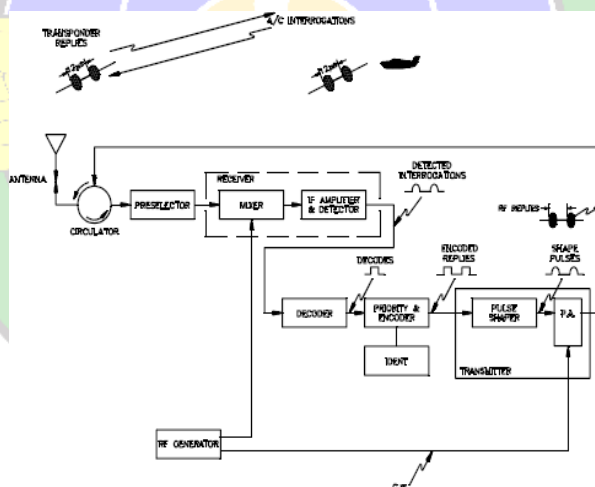 A/C INTERROGATIONS
TRANSPONDER
REPLIES
ANTENNA
CIRCULATOR
PRESELECTOR
RECEIVER
MIXER
IF AMPLIFIER
& DETECTOR
DETECTED
INTERROGATIONS
RF REPLIES
DECODES
ENCODED
REPLIES
SHAPE
PULSES
DECODER
PRIORITY &
ENCODER
PULSE
SHAPER
P.A.
IDENT
TRANSMITTER
RF GENERATOR